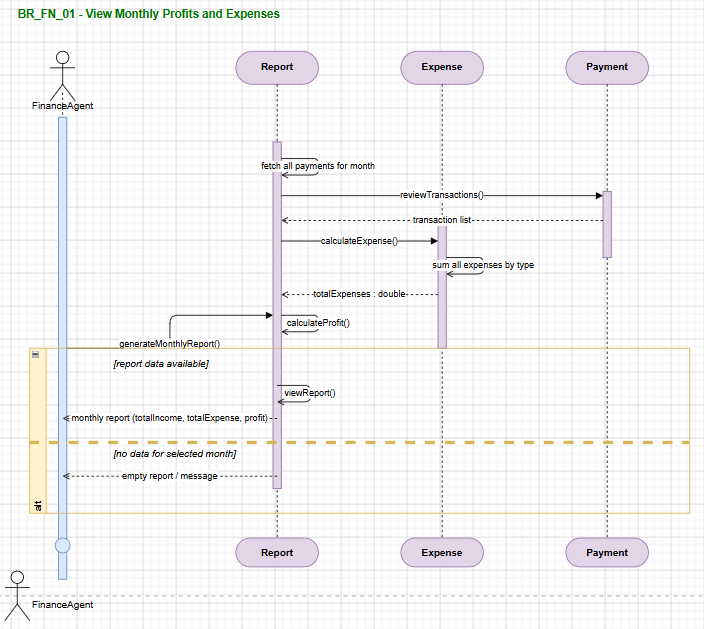 BR_FN_01 - View Monthly Profits and Expenses
Report
Expense
Payment
FinanceAgent
fetch all payments for month
reviewTransactions()
transaction list
calculateExpense()
sum all expenses by type
totalExpenses : double
calculateProfit()
generateMonthlyReport()
[report data available]
viewReport()
monthly report (totalIncome, totalExpense, profit)
[no data for selected month]
empty report / message
alt
Report
Expense
Payment
FinanceAgent